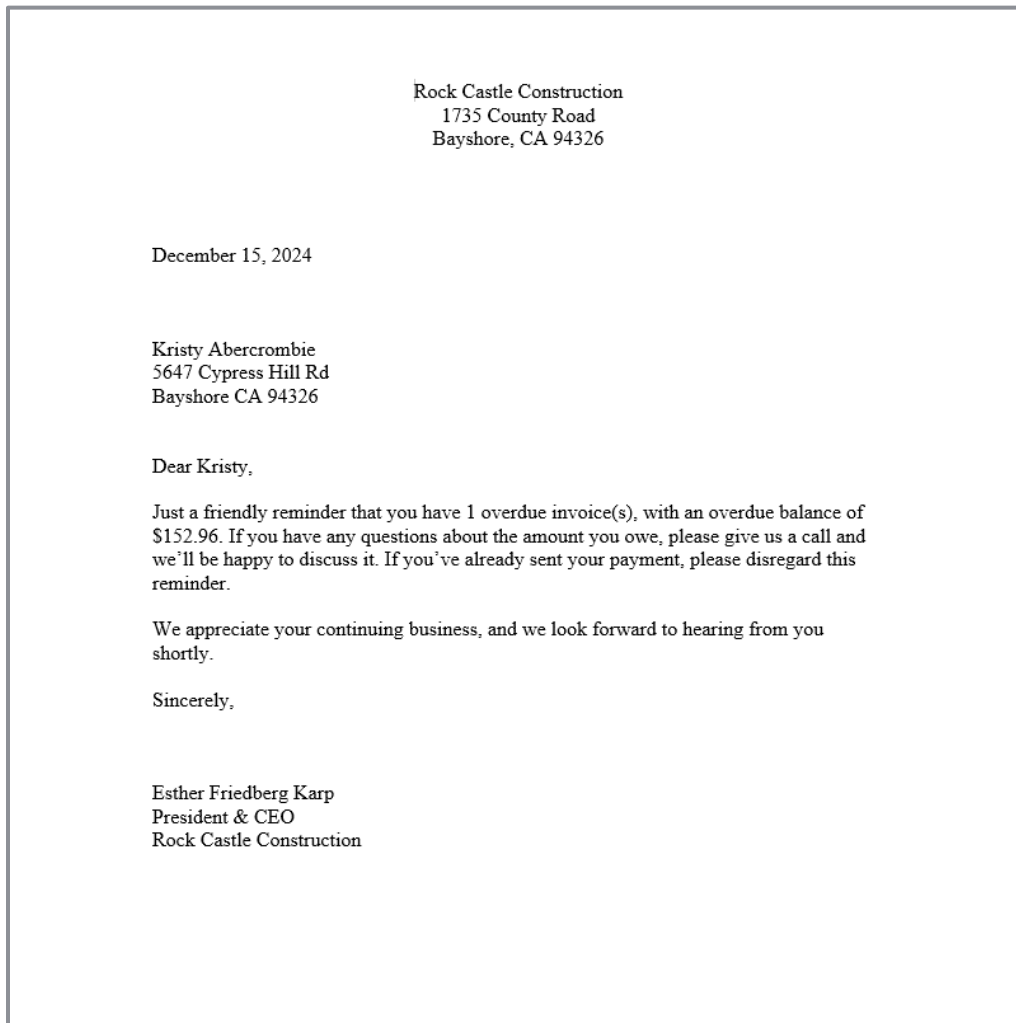 Rock Castle Construction
1735 County Road
Bayshore, CA 94326
December 15, 2024
Kristy Abercrombie
5647 Cypress Hill Rd
Bayshore CA 94326
Dear Kristy,
Just a friendly reminder that you have 1 overdue invoice(s), with an overdue balance of
$152.96. If you have any questions about the amount you owe, please give us a call and
we’ll be happy to discuss it. If you’ve already sent your payment, please disregard this
reminder.
We appreciate your continuing business, and we look forward to hearing from you
shortly.
Sincerely,
Esther Friedberg Karp
President & CEO
Rock Castle Construction